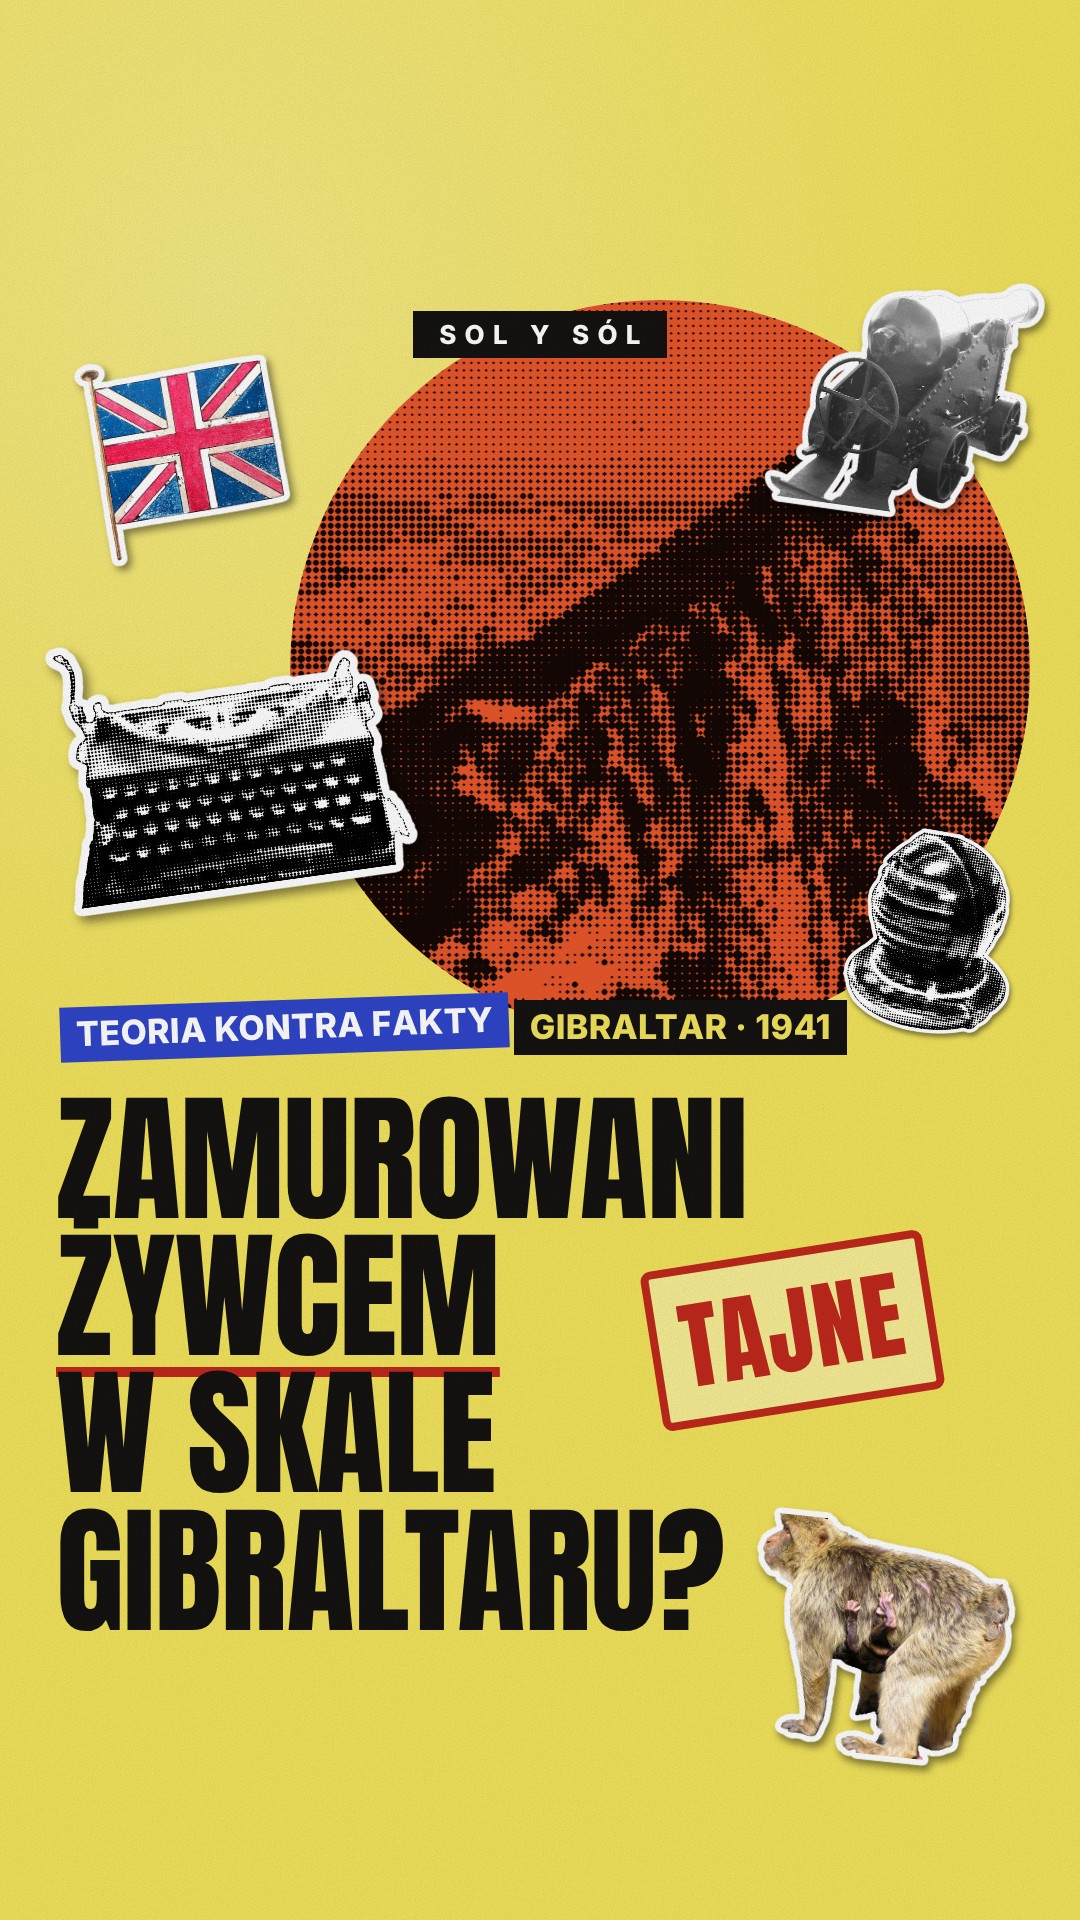 SOL Y SÓL
TEORIA KONTRA FAKTY
GIBRALTAR · 1941
ZAMUROWANI
ŻYWCEM
W SKALE
GIBRALTARU?
TAJNE